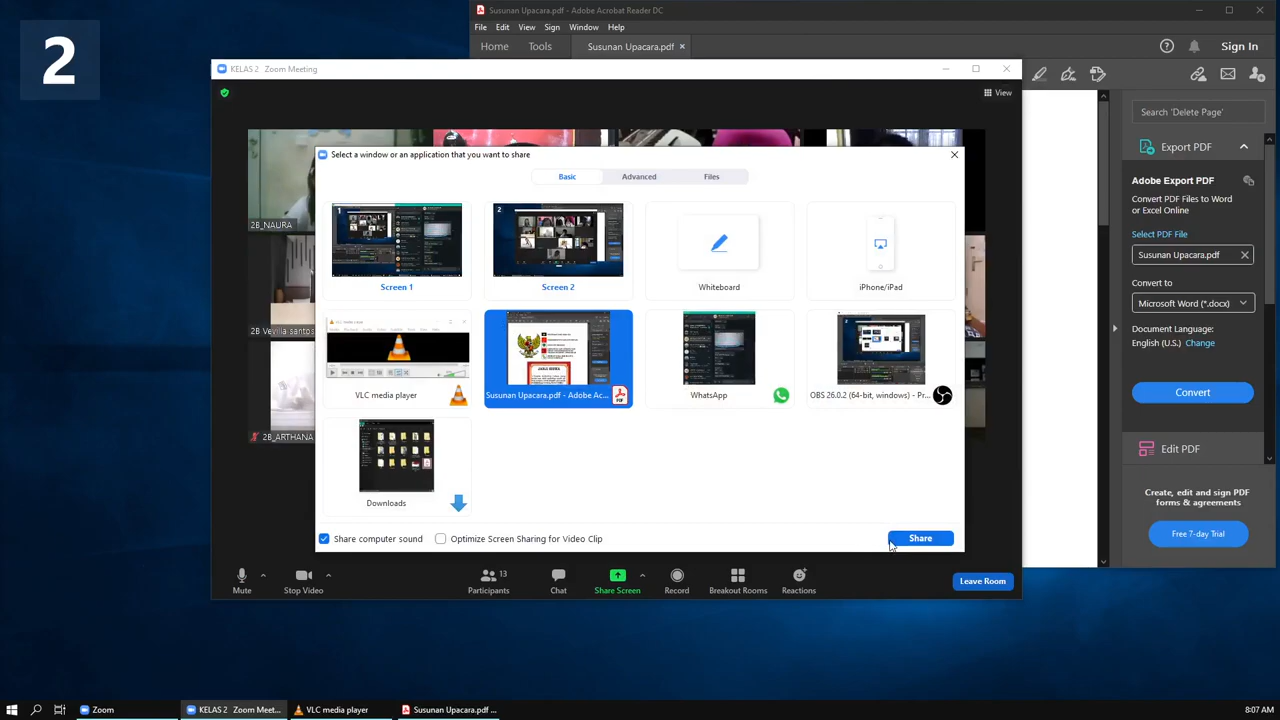 2
Susunan Upacara.pdf - Adobe Acrobat Reader DC
File Edit View Sign Window Help
Home Tools Susunan Upacara.pdf × Sign In
KELAS 2 Zoom Meeting
View
Search 'Delete Page'
Export PDF
Adobe Export PDF
Convert PDF Files to Word
or Excel Online
Select PDF File
Susunan Upacara.pdf
Convert to
Microsoft Word (*.docx)
Document Language:
English (U.S.) Change
Convert
Edit PDF
Create, edit and sign PDF
forms & agreements
Free 7-day Trial
2B_NAURA
2B Vevilla santos
2B_ARTHANA
Select a window or an application that you want to share
Basic Advanced Files
Screen 1 Screen 2 Whiteboard iPhone/iPad
VLC media player Susunan Upacara.pdf - Adobe Ac... WhatsApp OBS 26.0.2 (64-bit, windows) - Pr...
Downloads
Share computer sound Optimize Screen Sharing for Video Clip Share
13
Mute Stop Video Participants Chat Share Screen Record Breakout Rooms Reactions Leave Room
Zoom KELAS 2 Zoom Meet... VLC media player Susunan Upacara.pdf ... 8:07 AM